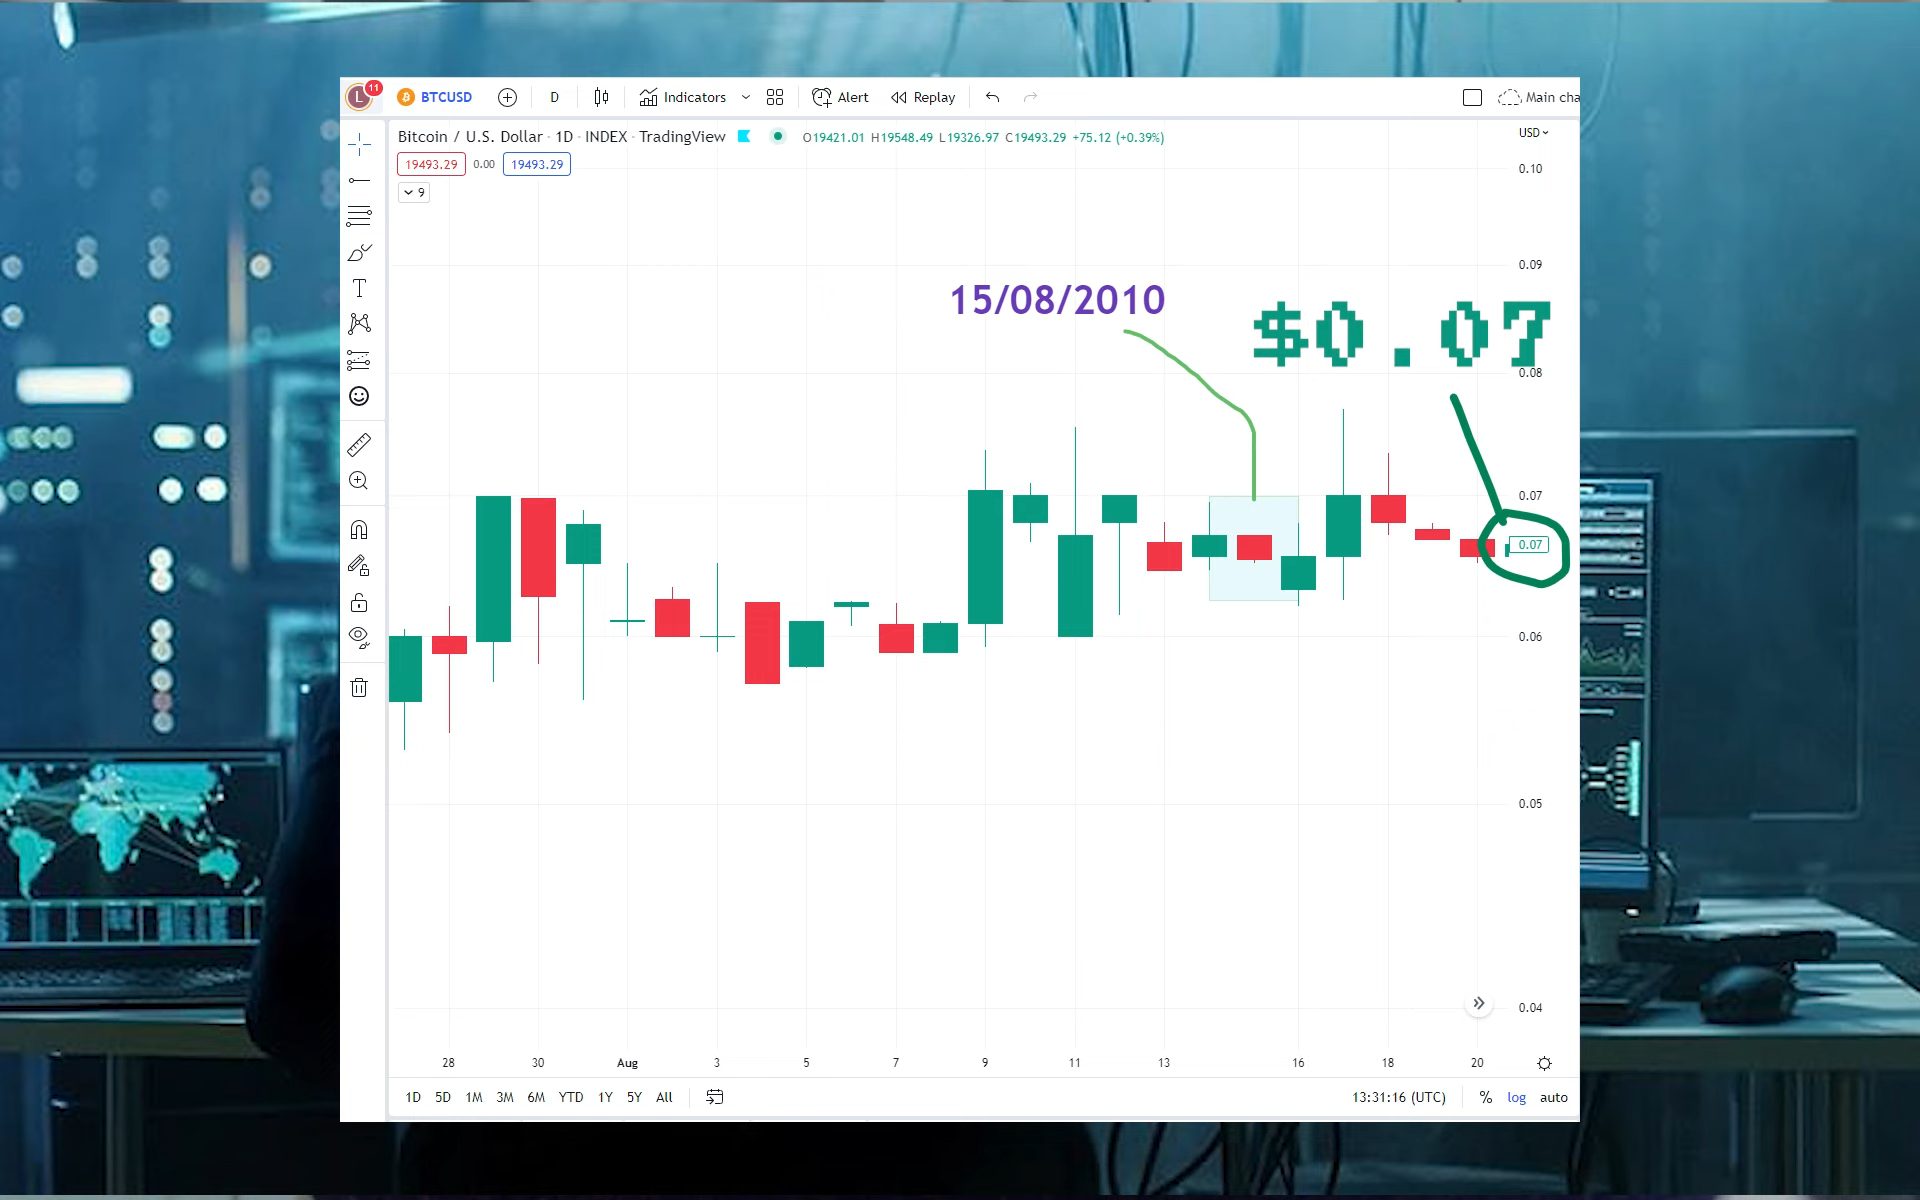 L 11 BTCUSD D Indicators Alert Replay Main cha
Bitcoin / U.S. Dollar · 1D · INDEX · TradingView O19421.01 H19548.49 L19326.97 C19493.29 +75.12 (+0.39%)
USD
19493.29 0.00 19493.29
9
0.10
0.09
15/08/2010
$0.07
0.08
0.07
0.07
0.06
0.05
0.04
28 30 Aug 3 5 7 9 11 13 16 18 20
1D 5D 1M 3M 6M YTD 1Y 5Y All 13:31:16 (UTC) % log auto